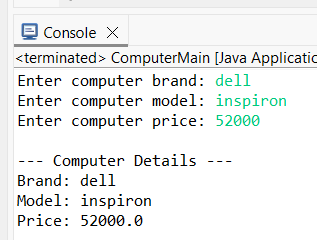 Console
<terminated> ComputerMain [Java Applicatio
Enter computer brand: dell
Enter computer model: inspiron
Enter computer price: 52000
--- Computer Details ---
Brand: dell
Model: inspiron
Price: 52000.0